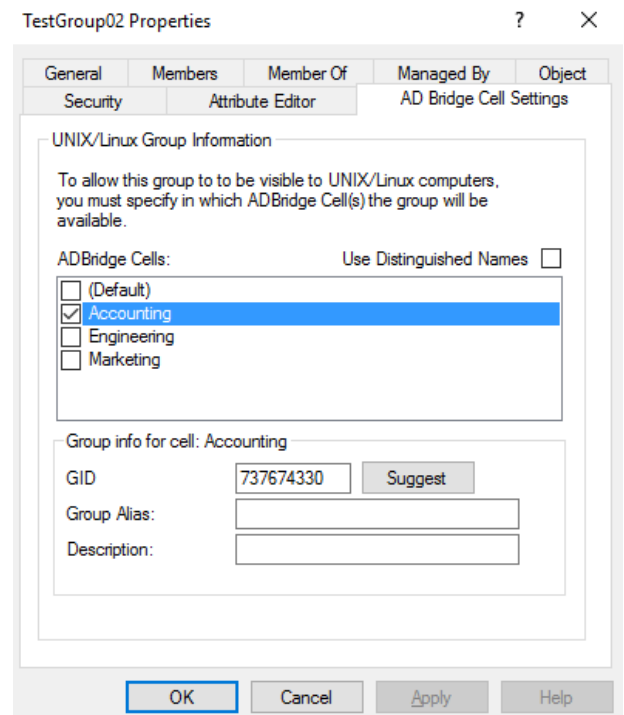 TestGroup02 Properties ? ×
General Members Member Of Managed By Object
Security Attribute Editor AD Bridge Cell Settings
UNIX/Linux Group Information
To allow this group to to be visible to UNIX/Linux computers,
you must specify in which ADBridge Cell(s) the group will be
available.
ADBridge Cells: Use Distinguished Names
(Default)
Accounting
Engineering
Marketing
Group info for cell: Accounting
GID 737674330 Suggest
Group Alias:
Description:
OK Cancel Apply Help